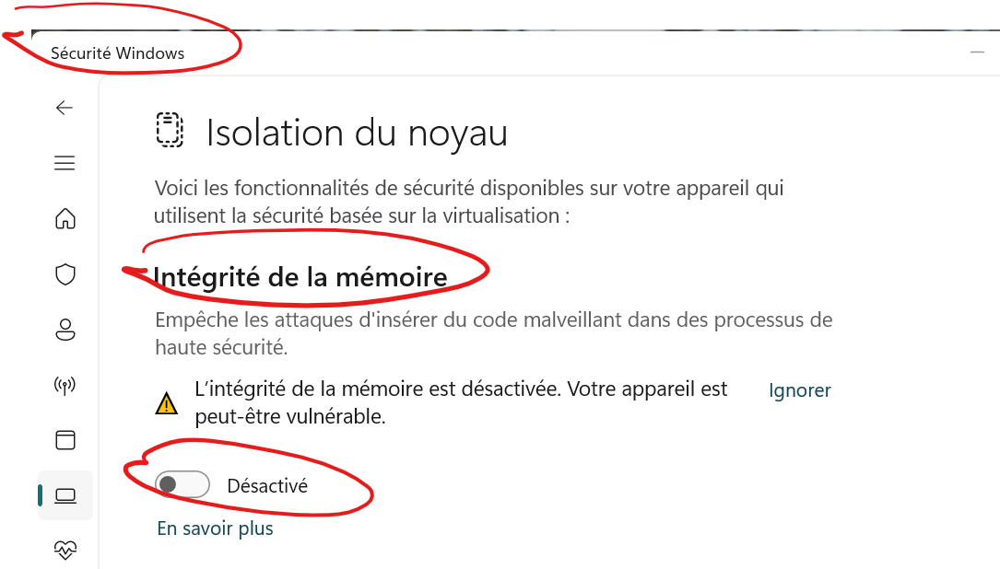 Sécurité Windows
Isolation du noyau
Voici les fonctionnalités de sécurité disponibles sur votre appareil qui
utilisent la sécurité basée sur la virtualisation :
Intégrité de la mémoire
Empêche les attaques d'insérer du code malveillant dans des processus de
haute sécurité.
L’intégrité de la mémoire est désactivée. Votre appareil est
peut-être vulnérable.
Ignorer
Désactivé
En savoir plus